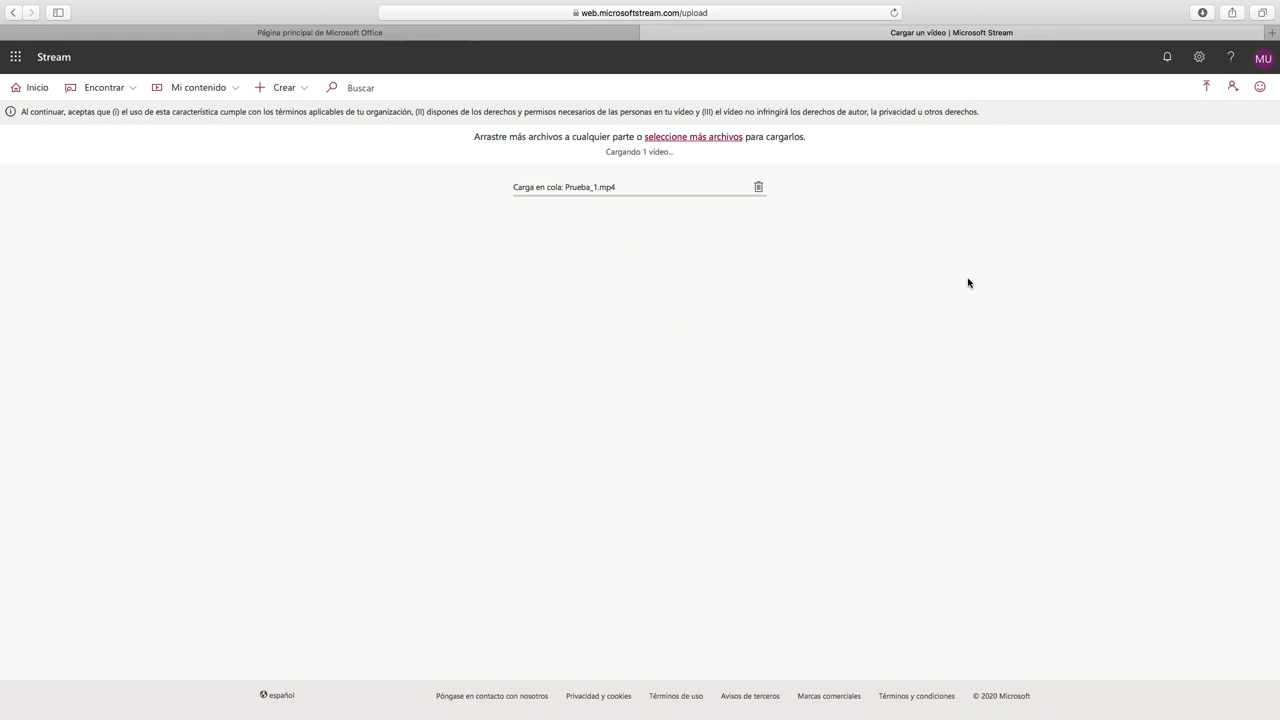 web.microsoftstream.com/upload
Página principal de Microsoft Office
Cargar un vídeo | Microsoft Stream
Stream
MU
Inicio
Encontrar
Mi contenido
Crear
Buscar
Al continuar, aceptas que (i) el uso de esta característica cumple con los términos aplicables de tu organización, (II) dispones de los derechos y permisos necesarios de las personas en tu vídeo y (III) el vídeo no infringirá los derechos de autor, la privacidad u otros derechos.
Arrastre más archivos a cualquier parte o seleccione más archivos para cargarlos.
Cargando 1 vídeo...
Carga en cola: Prueba_1.mp4
español
Póngase en contacto con nosotros
Privacidad y cookies
Términos de uso
Avisos de terceros
Marcas comerciales
Términos y condiciones
© 2020 Microsoft